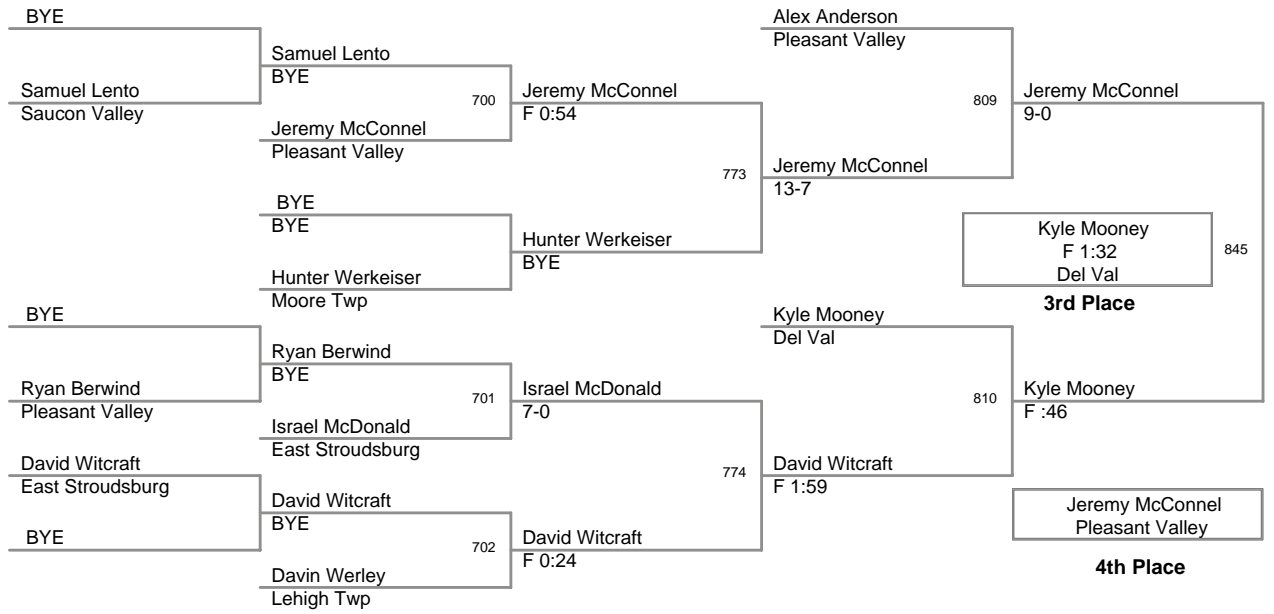 BYE
Samuel Lento
Saucon Valley
BYE
Ryan Berwind
Pleasant Valley
David Witcraft
East Stroudsburg
BYE
Samuel Lento
BYE
700
Jeremy McConnel
Pleasant Valley
BYE
BYE
Hunter Werkeiser
Moore Twp
Ryan Berwind
BYE
701
Israel McDonald
East Stroudsburg
David Witcraft
BYE
702
Davin Werley
Lehigh Twp
Jeremy McConnel
F 0:54
773
Hunter Werkeiser
BYE
Israel McDonald
7-0
774
David Witcraft
F 0:24
Alex Anderson
Pleasant Valley
809
Jeremy McConnel
13-7
Kyle Mooney
Del Val
810
David Witcraft
F 1:59
Jeremy McConnel
9-0
Kyle Mooney
F 1:32
Del Val
845
3rd Place
Kyle Mooney
F :46
Jeremy McConnel
Pleasant Valley
4th Place